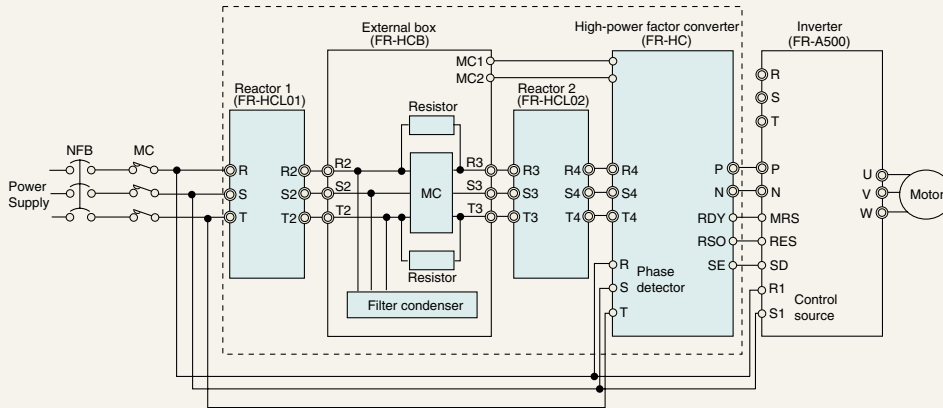 External box
(FR-HCB)
High-power factor converter
(FR-HC)
Inverter
(FR-A500)
MC1
MC2
Reactor 1
(FR-HCL01)
Reactor 2
(FR-HCL02)
Resistor
R
S
T
NFB
MC
R
R2
R2
R3
R3
R4
R4
P
P
Power
Supply
S
S2
S2
MC
S3
S3
S4
S4
N
N
T
T2
T2
T3
T3
T4
T4
RDY
MRS
U
V
W
Motor
RSO
RES
Resistor
R
Phase
detector
SE
SD
S
R1
Filter condenser
T
S1
Control
source